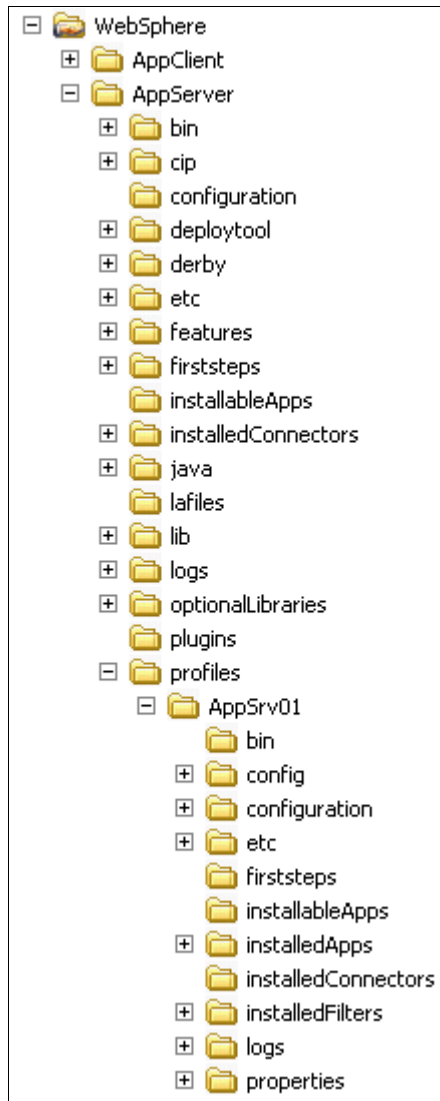 WebSphere
AppClient
AppServer
bin
cip
configuration
deploytool
derby
etc
features
firststeps
installableApps
installedConnectors
java
lafiles
lib
logs
optionalLibraries
plugins
profiles
AppSrv01
bin
config
configuration
etc
firststeps
installableApps
installedApps
installedConnectors
installedFilters
logs
properties